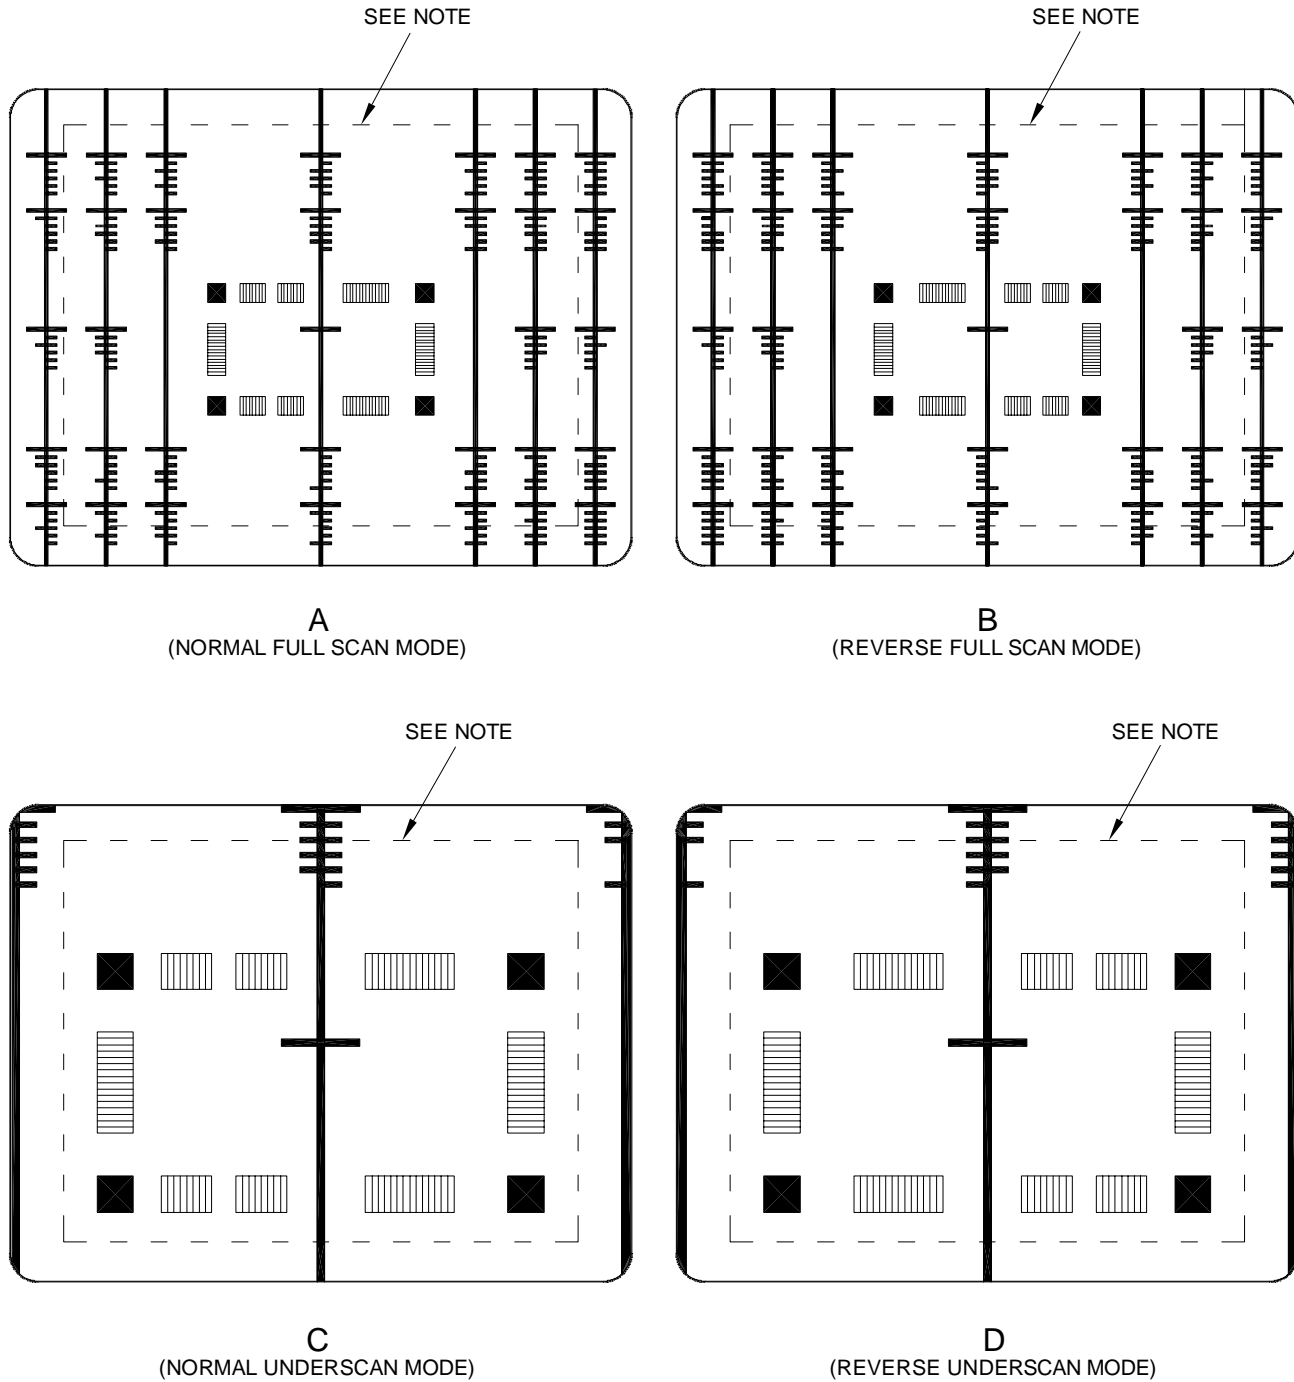 SEE NOTE
SEE NOTE
A
(NORMAL FULL SCAN MODE)
B
(REVERSE FULL SCAN MODE)
SEE NOTE
SEE NOTE
C
(NORMAL UNDERSCAN MODE)
D
(REVERSE UNDERSCAN MODE)